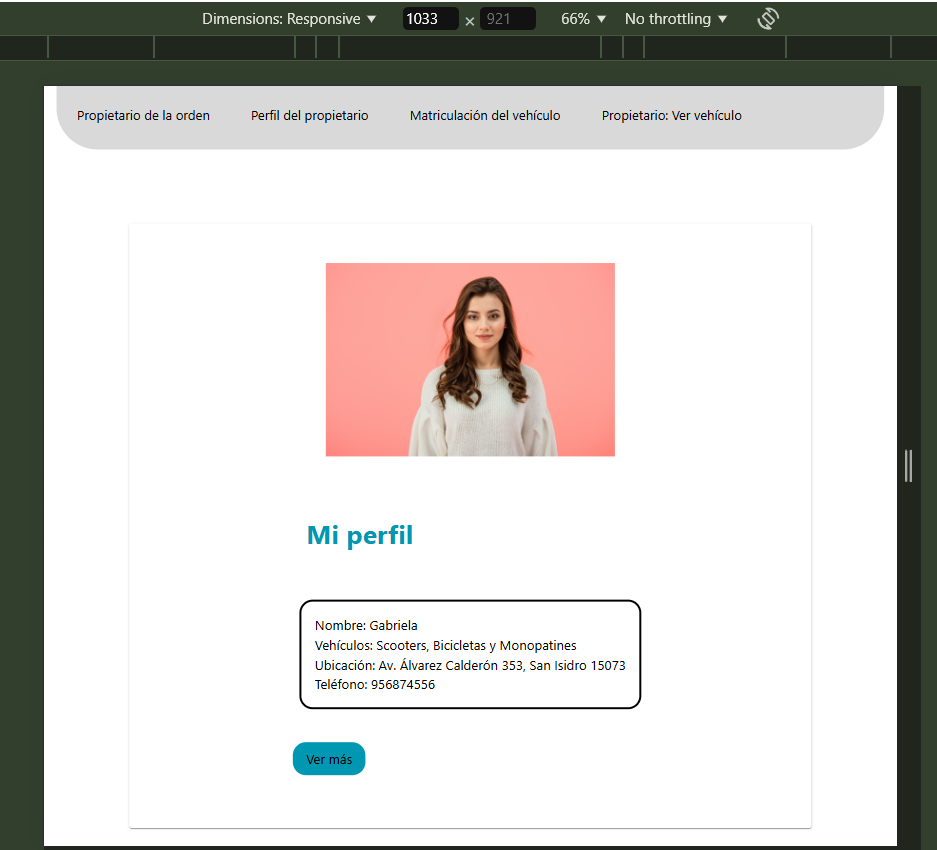 Dimensions: Responsive ▼ 1033 × 921 66% ▼ No throttling ▼
Propietario de la orden Perfil del propietario Matriculación del vehículo Propietario: Ver vehículo
Mi perfil
Nombre: Gabriela
Vehículos: Scooters, Bicicletas y Monopatines
Ubicación: Av. Álvarez Calderón 353, San Isidro 15073
Teléfono: 956874556
Ver más